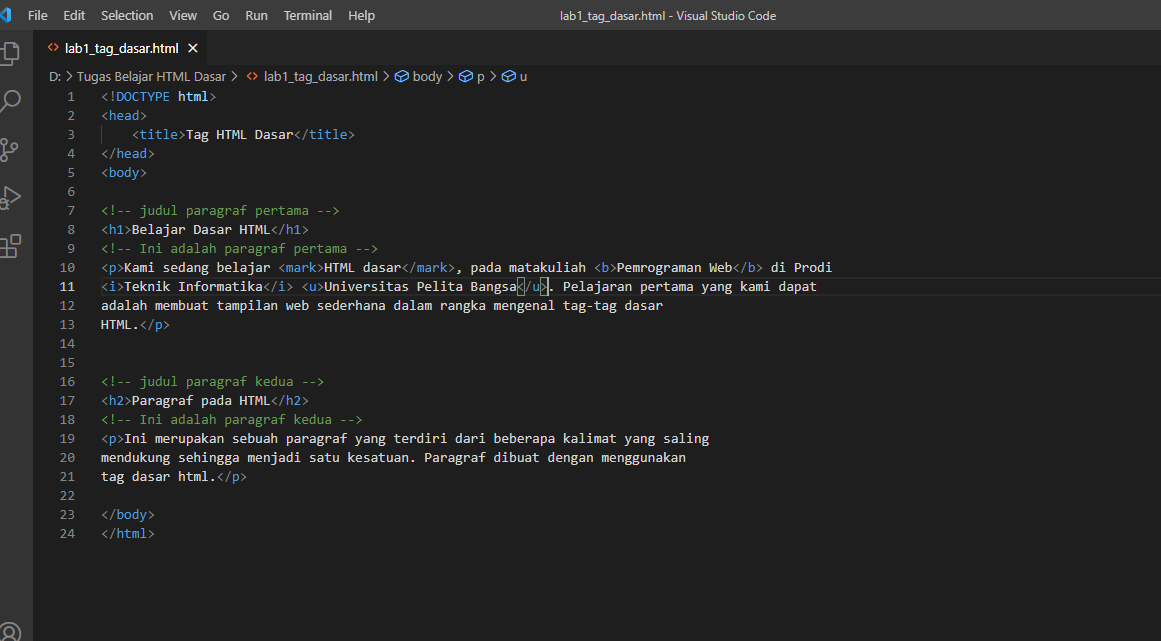 File Edit Selection View Go Run Terminal Help
lab1_tag_dasar.html - Visual Studio Code
lab1_tag_dasar.html
D: > Tugas Belajar HTML Dasar > lab1_tag_dasar.html > body > p > u
1 <!DOCTYPE html>
2 <head>
3 <title>Tag HTML Dasar</title>
4 </head>
5 <body>
6
7 <!-- judul paragraf pertama -->
8 <h1>Belajar Dasar HTML</h1>
9 <!-- Ini adalah paragraf pertama -->
10 <p>Kami sedang belajar <mark>HTML dasar</mark>, pada matakuliah <b>Pemrograman Web</b> di Prodi
11 <i>Teknik Informatika</i> <u>Universitas Pelita Bangsa</u>. Pelajaran pertama yang kami dapat
12 adalah membuat tampilan web sederhana dalam rangka mengenal tag-tag dasar
13 HTML.</p>
14
15
16 <!-- judul paragraf kedua -->
17 <h2>Paragraf pada HTML</h2>
18 <!-- Ini adalah paragraf kedua -->
19 <p>Ini merupakan sebuah paragraf yang terdiri dari beberapa kalimat yang saling
20 mendukung sehingga menjadi satu kesatuan. Paragraf dibuat dengan menggunakan
21 tag dasar html.</p>
22
23 </body>
24 </html>